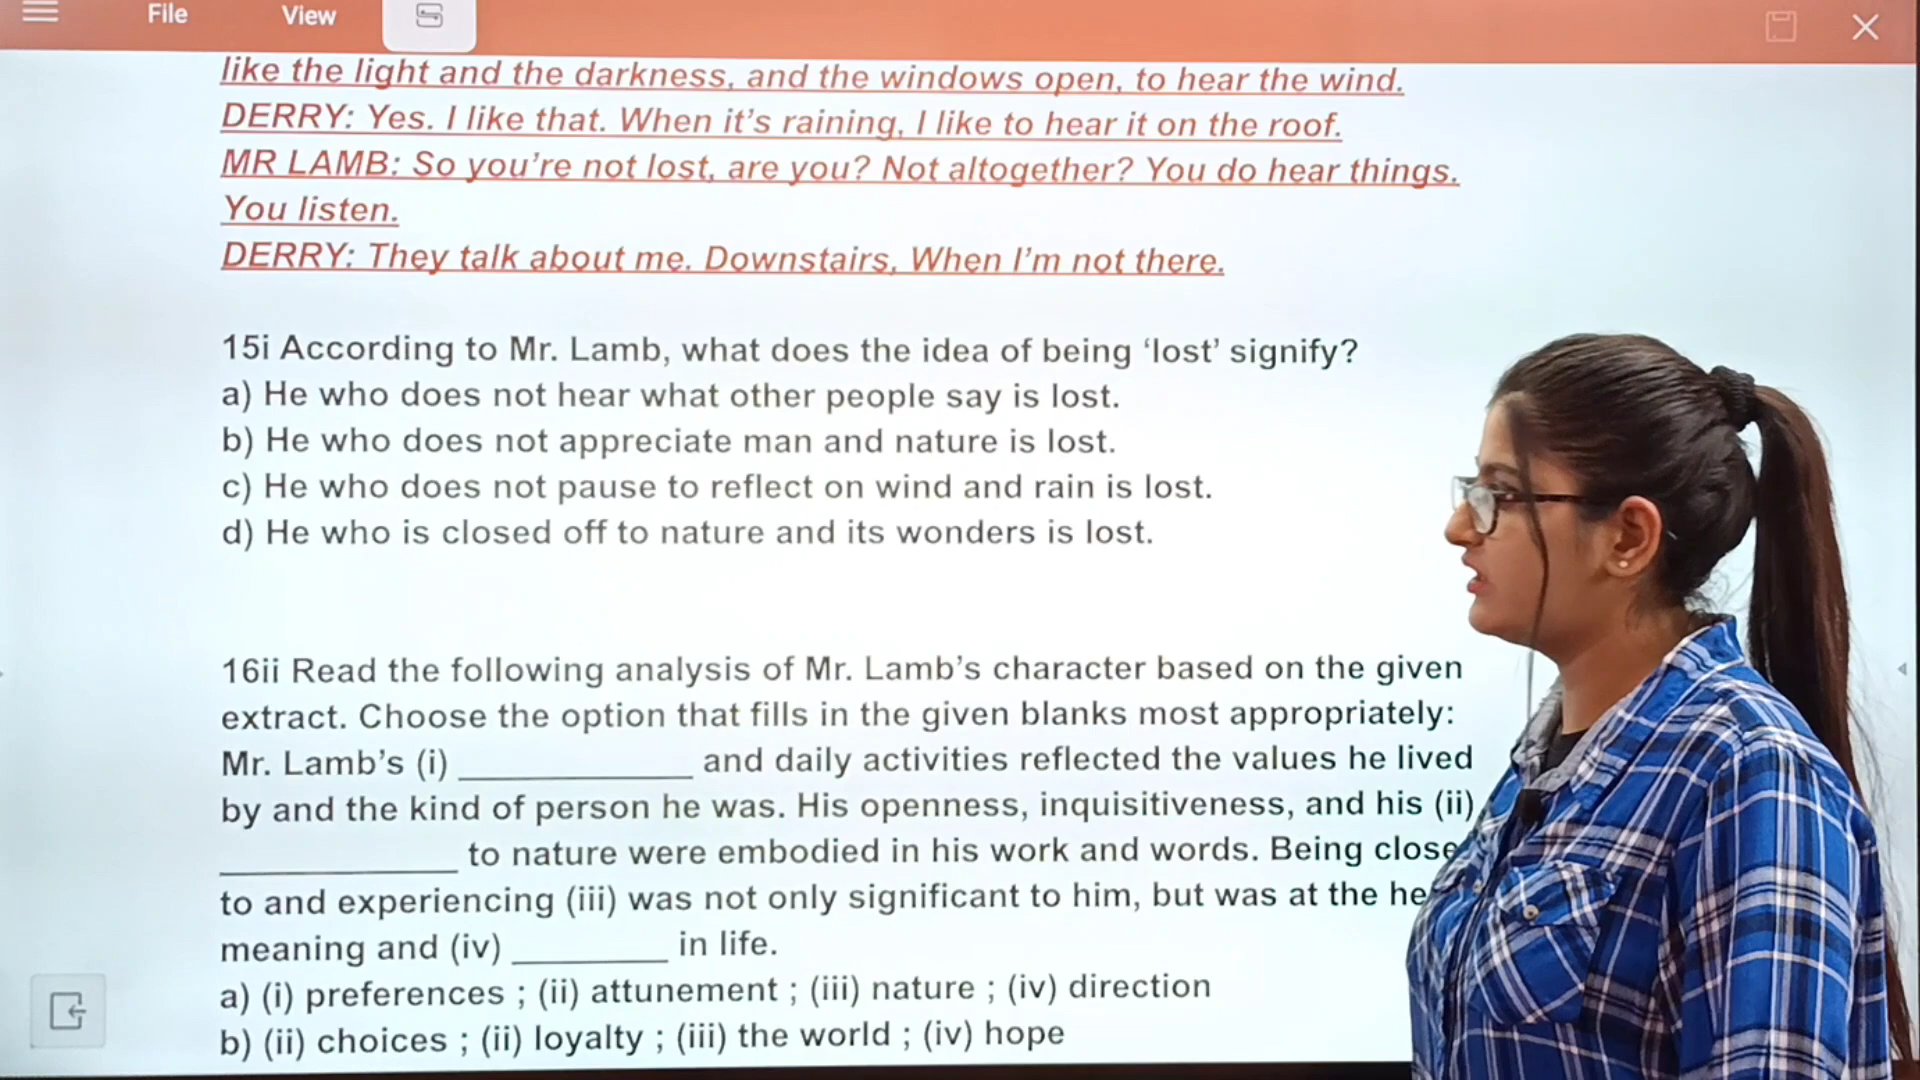 File View
like the light and the darkness, and the windows open, to hear the wind.
DERRY: Yes. I like that. When it's raining, I like to hear it on the roof.
MR LAMB: So you're not lost, are you? Not altogether? You do hear things.
You listen.
DERRY: They talk about me. Downstairs, When I'm not there.
15i According to Mr. Lamb, what does the idea of being ‘lost’ signify?
a) He who does not hear what other people say is lost.
b) He who does not appreciate man and nature is lost.
c) He who does not pause to reflect on wind and rain is lost.
d) He who is closed off to nature and its wonders is lost.
16ii Read the following analysis of Mr. Lamb’s character based on the given
extract. Choose the option that fills in the given blanks most appropriately:
Mr. Lamb’s (i) _____________ and daily activities reflected the values he lived
by and the kind of person he was. His openness, inquisitiveness, and his (ii)
_____________ to nature were embodied in his work and words. Being close
to and experiencing (iii) was not only significant to him, but was at the
meaning and (iv) _________ in life.
a) (i) preferences ; (ii) attunement ; (iii) nature ; (iv) direction
b) (ii) choices ; (ii) loyalty ; (iii) the world ; (iv) hope